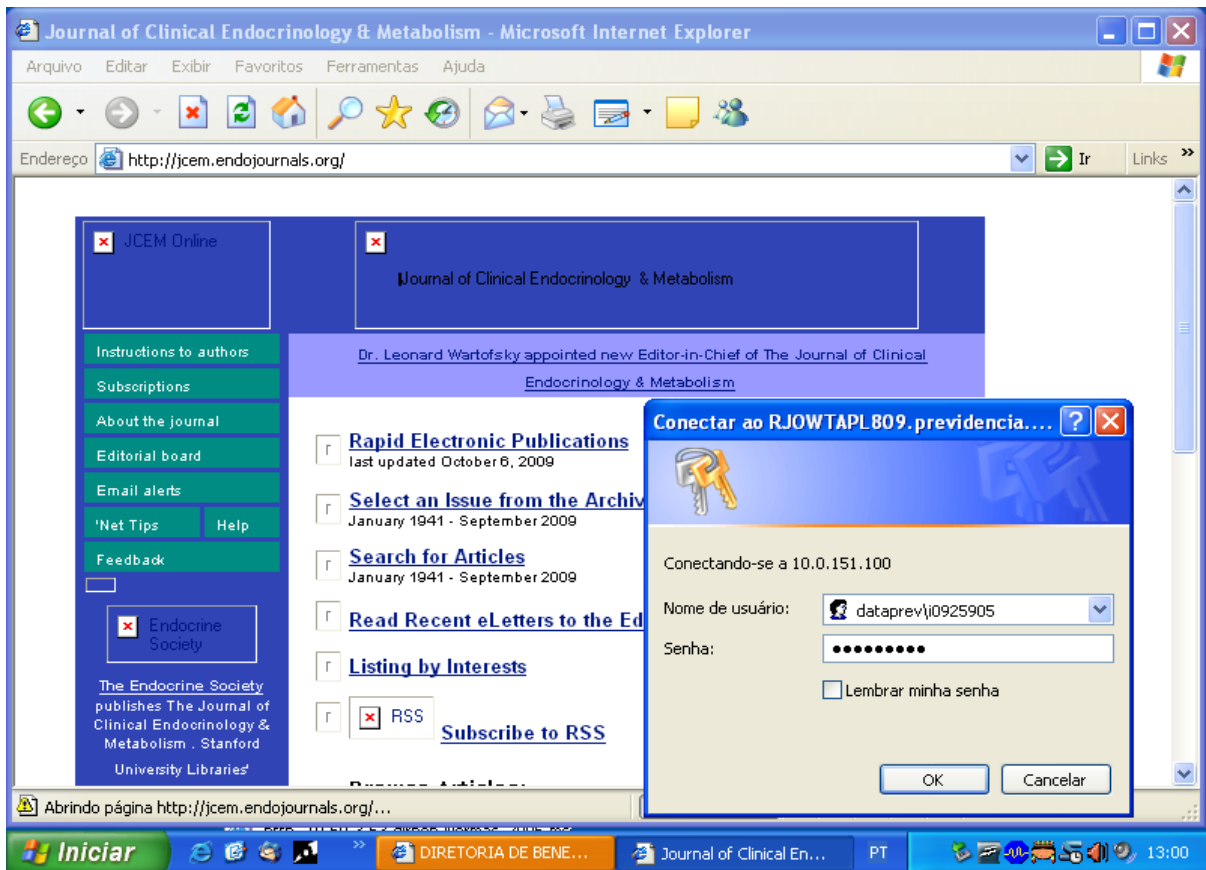 Journal of Clinical Endocrinology & Metabolism - Microsoft Internet Explorer
Arquivo Editar Exibir Favoritos Ferramentas Ajuda
Endereço http://jcem.endojournals.org/ Ir Links »
JCEM Online
Journal of Clinical Endocrinology & Metabolism
Dr. Leonard Wartofsky appointed new Editor-in-Chief of The Journal of Clinical
Endocrinology & Metabolism
Instructions to authors
Subscriptions
About the journal
Editorial board
Email alerts
'Net Tips Help
Feedback
Endocrine
Society
The Endocrine Society
publishes The Journal of
Clinical Endocrinology &
Metabolism . Stanford
University Libraries'
Rapid Electronic Publications
last updated October 6, 2009
Select an Issue from the Archiv
January 1941 - September 2009
Search for Articles
January 1941 - September 2009
Read Recent eLetters to the Ed
Listing by Interests
RSS
Subscribe to RSS
Conectar ao RJOWTAPL809.previdencia....
Conectando-se a 10.0.151.100
Nome de usuário: dataprev\i0925905
Senha: •••••••••
Lembrar minha senha
OK Cancelar
Abrindo página http://jcem.endojournals.org/...
Iniciar » DIRETORIA DE BENE... Journal of Clinical En... PT 13:00